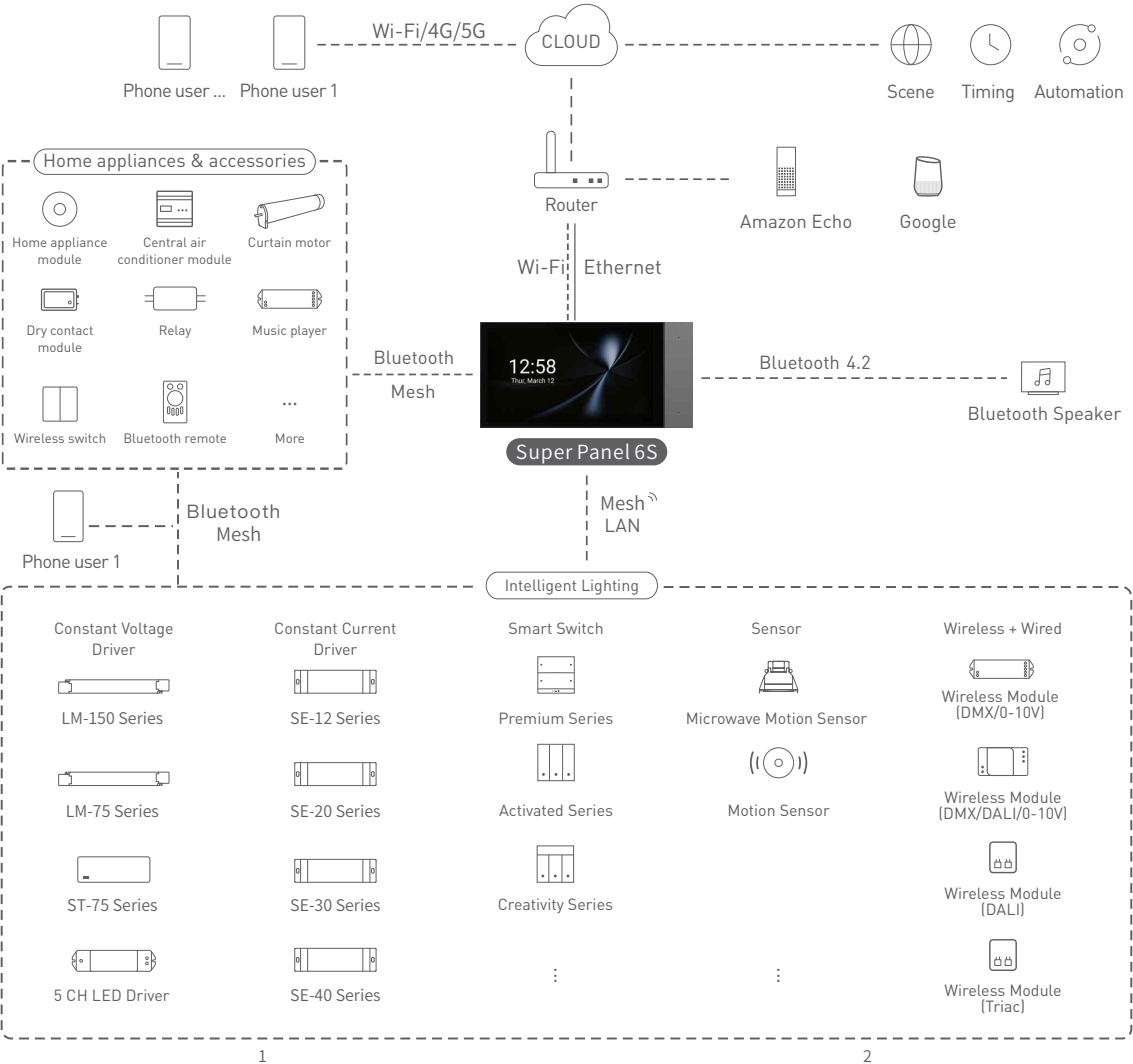 Wi-Fi/4G/5G
CLOUD
Phone user ...
Phone user 1
Scene
Timing
Automation
Home appliances & accessories
Router
Amazon Echo
Google
Home appliance
module
Central air
conditioner module
Curtain motor
Wi-Fi
Ethernet
Dry contact
module
Relay
Music player
12:58
Thur, March 12
Bluetooth
Mesh
Bluetooth 4.2
Wireless switch
Bluetooth remote
...
More
Bluetooth Speaker
Super Panel 6S
Bluetooth
Mesh
Mesh
LAN
Phone user 1
Intelligent Lighting
Constant Voltage
Driver
Constant Current
Driver
Smart Switch
Sensor
Wireless + Wired
LM-150 Series
SE-12 Series
Premium Series
Microwave Motion Sensor
Wireless Module
(DMX/0-10V)
LM-75 Series
SE-20 Series
Activated Series
Motion Sensor
Wireless Module
(DMX/DALI/0-10V)
ST-75 Series
SE-30 Series
Creativity Series
Wireless Module
(DALI)
5 CH LED Driver
SE-40 Series
⋮
⋮
Wireless Module
(Triac)
1
2